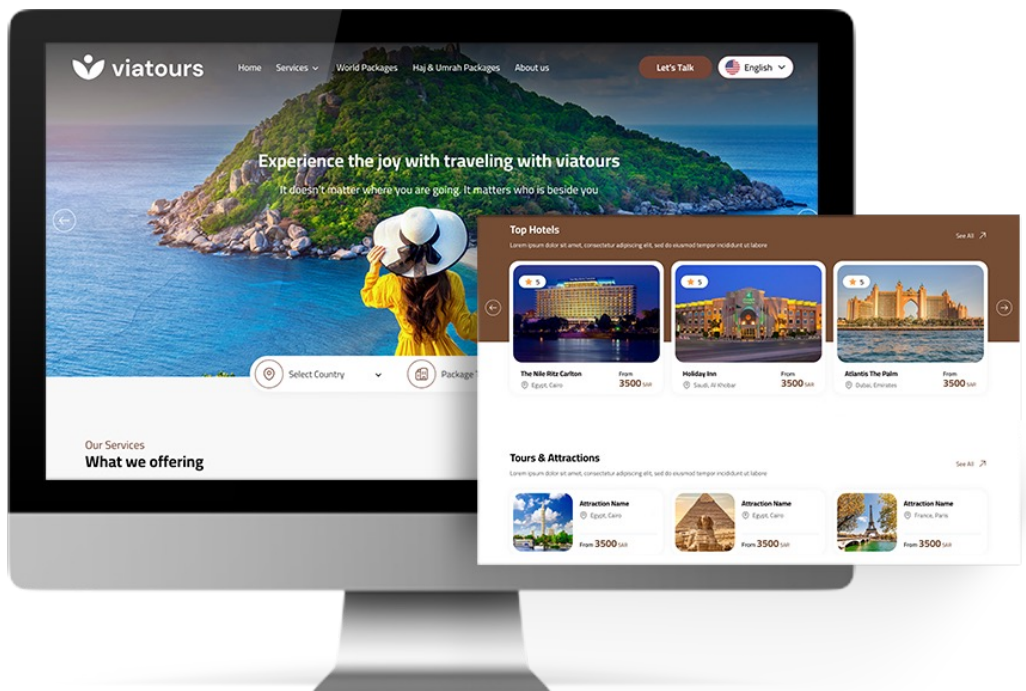 viatours
Home Services World Packages Haj & Umrah Packages About us Let's Talk English
Experience the joy with traveling with viatours
It doesn't matter where you are going. It matters who is beside you
Select Country
Package
Our Services
What we offering
Top Hotels
See All
Lorem ipsum dolor sit amet, consectetur adipiscing elit, sed do eiusmod tempor incididunt ut labore
5 5 5
The Nile Ritz Carlton From
Egypt, Cairo 3500 SAR
Holiday Inn From
Saudi, Al Khobar 3500 SAR
Atlantis The Palm From
Dubai, Emirates 3500 SAR
Tours & Attractions
See All
Lorem ipsum dolor sit amet, consectetur adipiscing elit, sed do eiusmod tempor incididunt ut labore
Attraction Name
Egypt, Cairo
From 3500 SAR
Attraction Name
Egypt, Cairo
From 3500 SAR
Attraction Name
France, Paris
From 3500 SAR